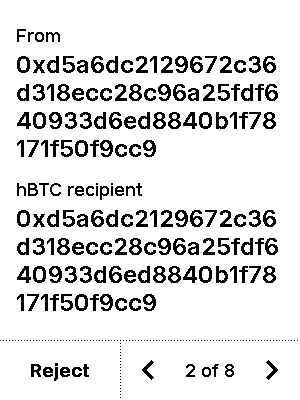 From
0xd5a6dc2129672c36
d318ecc28c96a25fdf6
40933d6ed8840b1f78
171f50f9cc9
hBTC recipient
0xd5a6dc2129672c36
d318ecc28c96a25fdf6
40933d6ed8840b1f78
171f50f9cc9
Reject
2 of 8